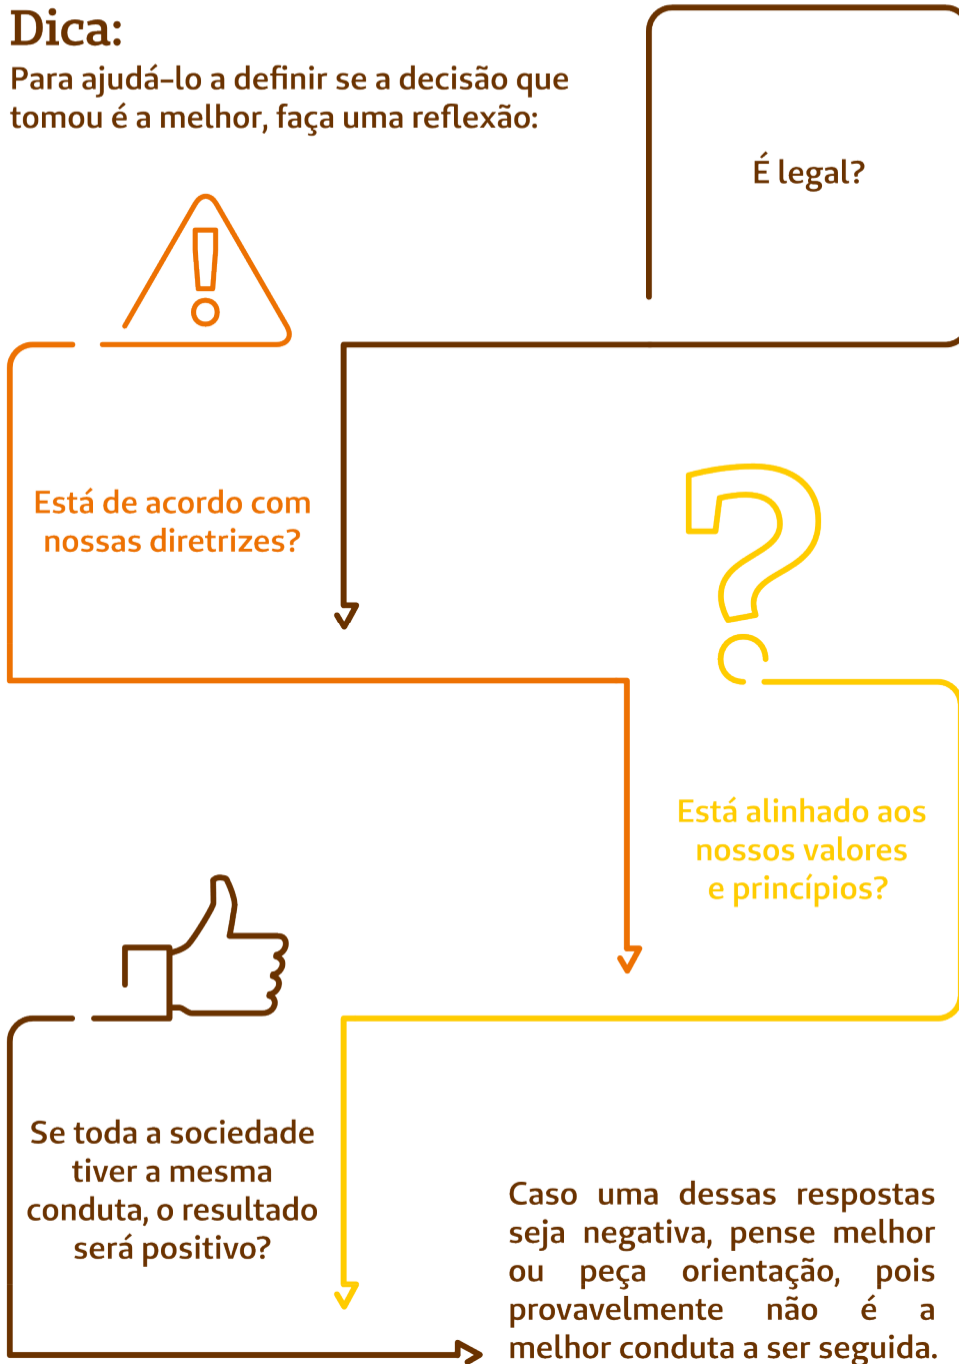 Dica:
Para ajudá-lo a definir se a decisão que
tomou é a melhor, faça uma reflexão:
É legal?
Está de acordo com
nossas diretrizes?
Está alinhado aos
nossos valores
e princípios?
Se toda a sociedade
tiver a mesma
conduta, o resultado
será positivo?
Caso uma dessas respostas
seja negativa, pense melhor
ou peça orientação, pois
provavelmente não é a
melhor conduta a ser seguida.